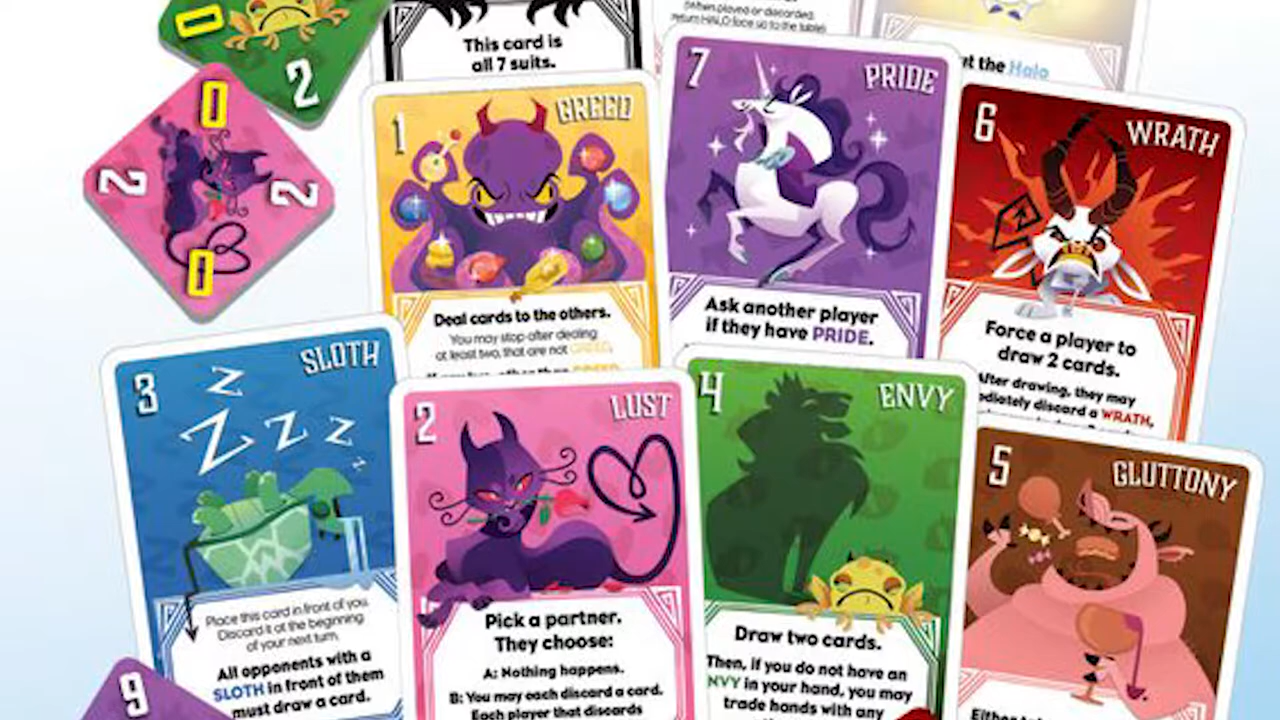 0
2
This card is
all 7 suits.
(When played or discarded,
return HALO face up to the table)
the Halo
0
2
2
0
1
GREED
Deal cards to the others.
You may stop after dealing
at least two, that are not GREED.
7
PRIDE
Ask another player
if they have PRIDE.
6
WRATH
Force a player to
draw 2 cards.
After drawing, they may
discard a WRATH,
3
SLOTH
Z
Z Z Z z
Place this card in front of you.
Discard it at the beginning
of your next turn.
All opponents with a
SLOTH in front of them
must draw a card.
2
LUST
Pick a partner.
They choose:
A: Nothing happens.
B: You may each discard a card.
Each player that discards
4
ENVY
Draw two cards.
Then, if you do not have an
ENVY in your hand, you may
trade hands with any
5
GLUTTONY
9